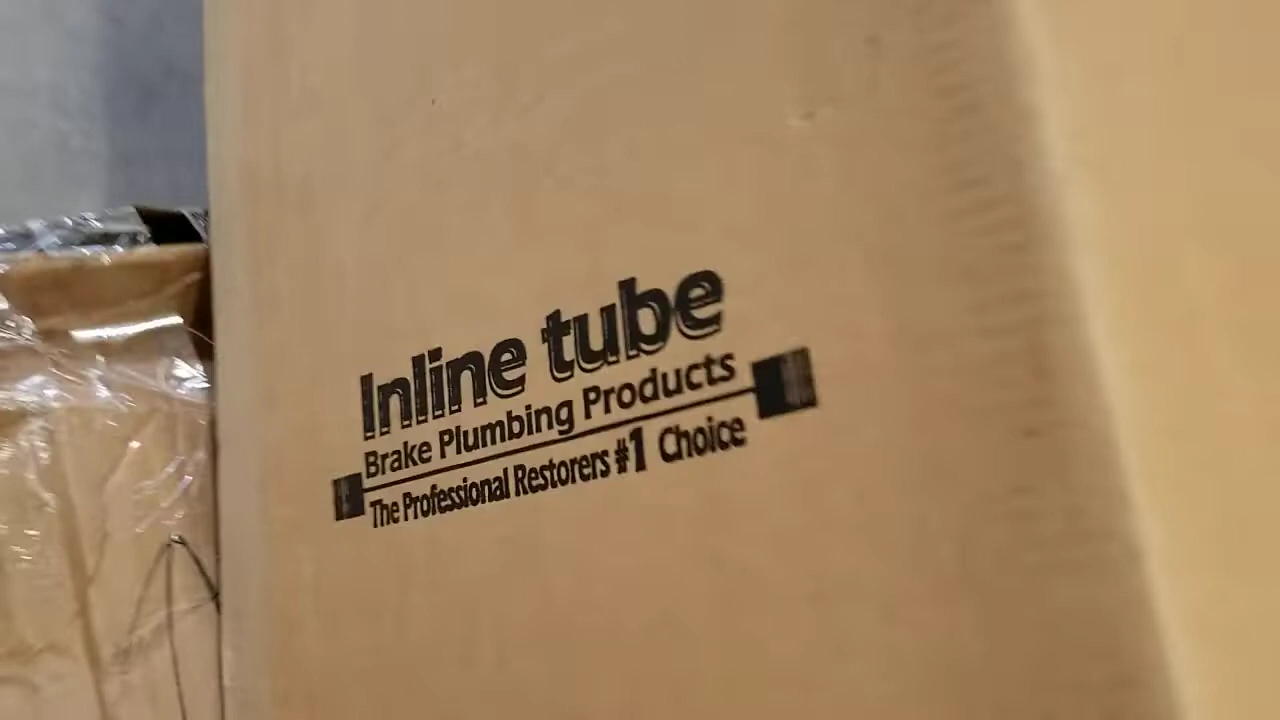 Inline tube
Brake Plumbing Products
The Professional Restorers #1 Choice